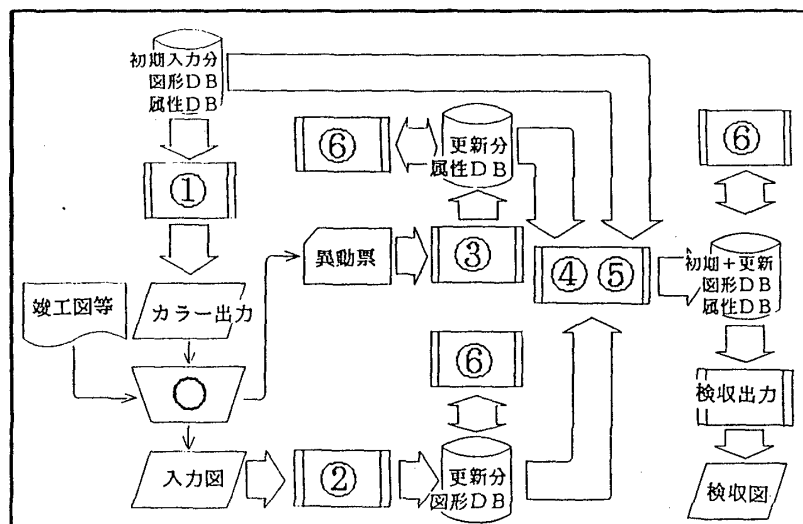 初期入力分
図形DB
属性DB
⑥
更新分
属性DB
⑥
①
異動票
③
④ ⑤
初期+更新
図形DB
属性DB
竣工図等
カラー出力
⑥
検収出力
入力図
②
更新分
図形DB
検収図